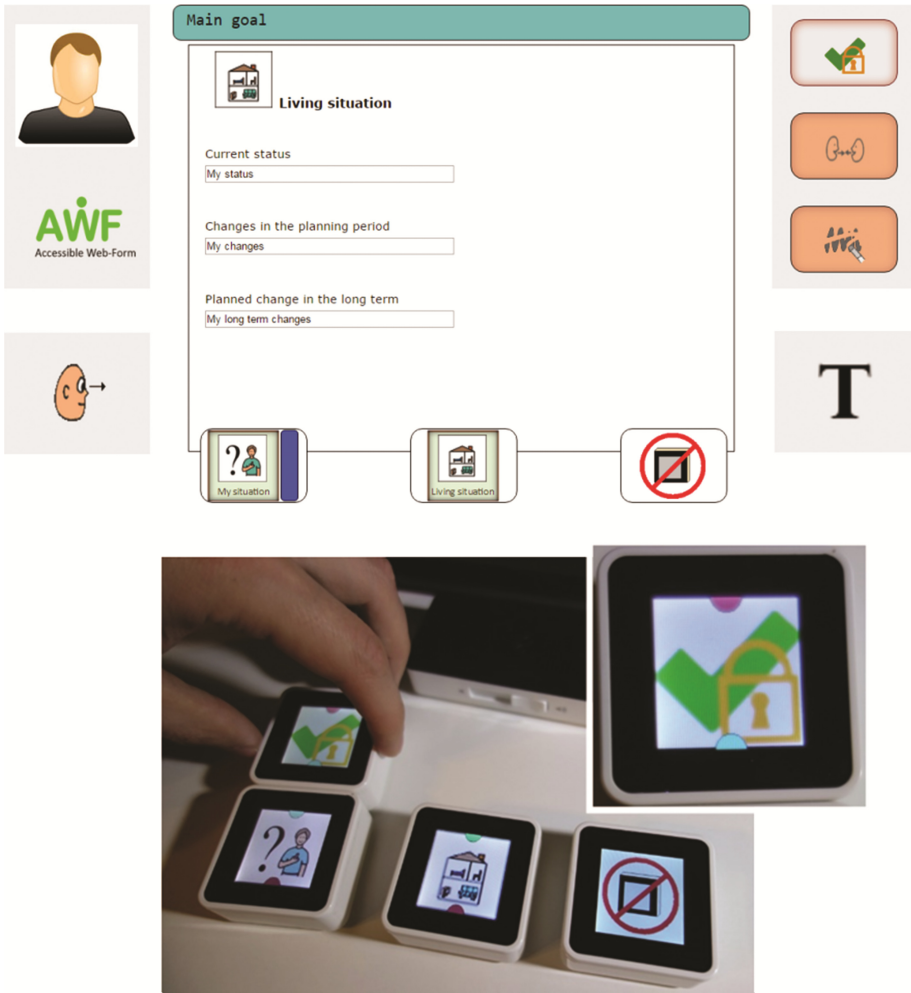 Main goal
Living situation
Current status
My status
Changes in the planning period
My changes
Planned change in the long term
My long term changes
AWF
Accessible Web-Form
T
?
My situation
Living situation
?